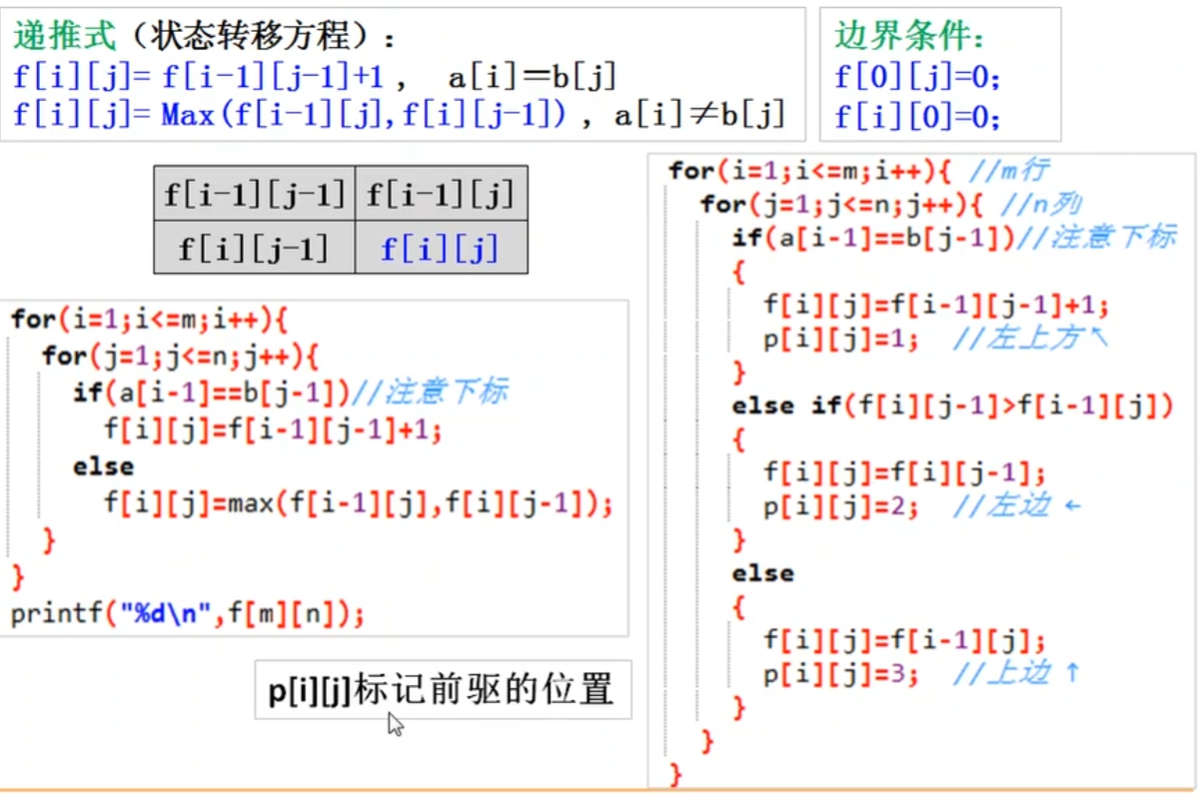 递推式（状态转移方程）：
f[i][j]= f[i-1][j-1]+1 ， a[i]＝b[j]
f[i][j]= Max(f[i-1][j],f[i][j-1]) ，a[i]≠b[j]
边界条件：
f[0][j]=0;
f[i][0]=0;
f[i-1][j-1] f[i-1][j]
f[i][j-1] f[i][j]
for(i=1;i<=m;i++){
for(j=1;j<=n;j++){
if(a[i-1]==b[j-1])//注意下标
f[i][j]=f[i-1][j-1]+1;
else
f[i][j]=max(f[i-1][j],f[i][j-1]);
}
}
printf("%d\n",f[m][n]);
p[i][j]标记前驱的位置
for(i=1;i<=m;i++){ //m行
for(j=1;j<=n;j++){ //n列
if(a[i-1]==b[j-1])//注意下标
{
f[i][j]=f[i-1][j-1]+1;
p[i][j]=1; //左上方↖
}
else if(f[i][j-1]>f[i-1][j])
{
f[i][j]=f[i][j-1];
p[i][j]=2; //左边 ←
}
else
{
f[i][j]=f[i-1][j];
p[i][j]=3; //上边 ↑
}
}
}